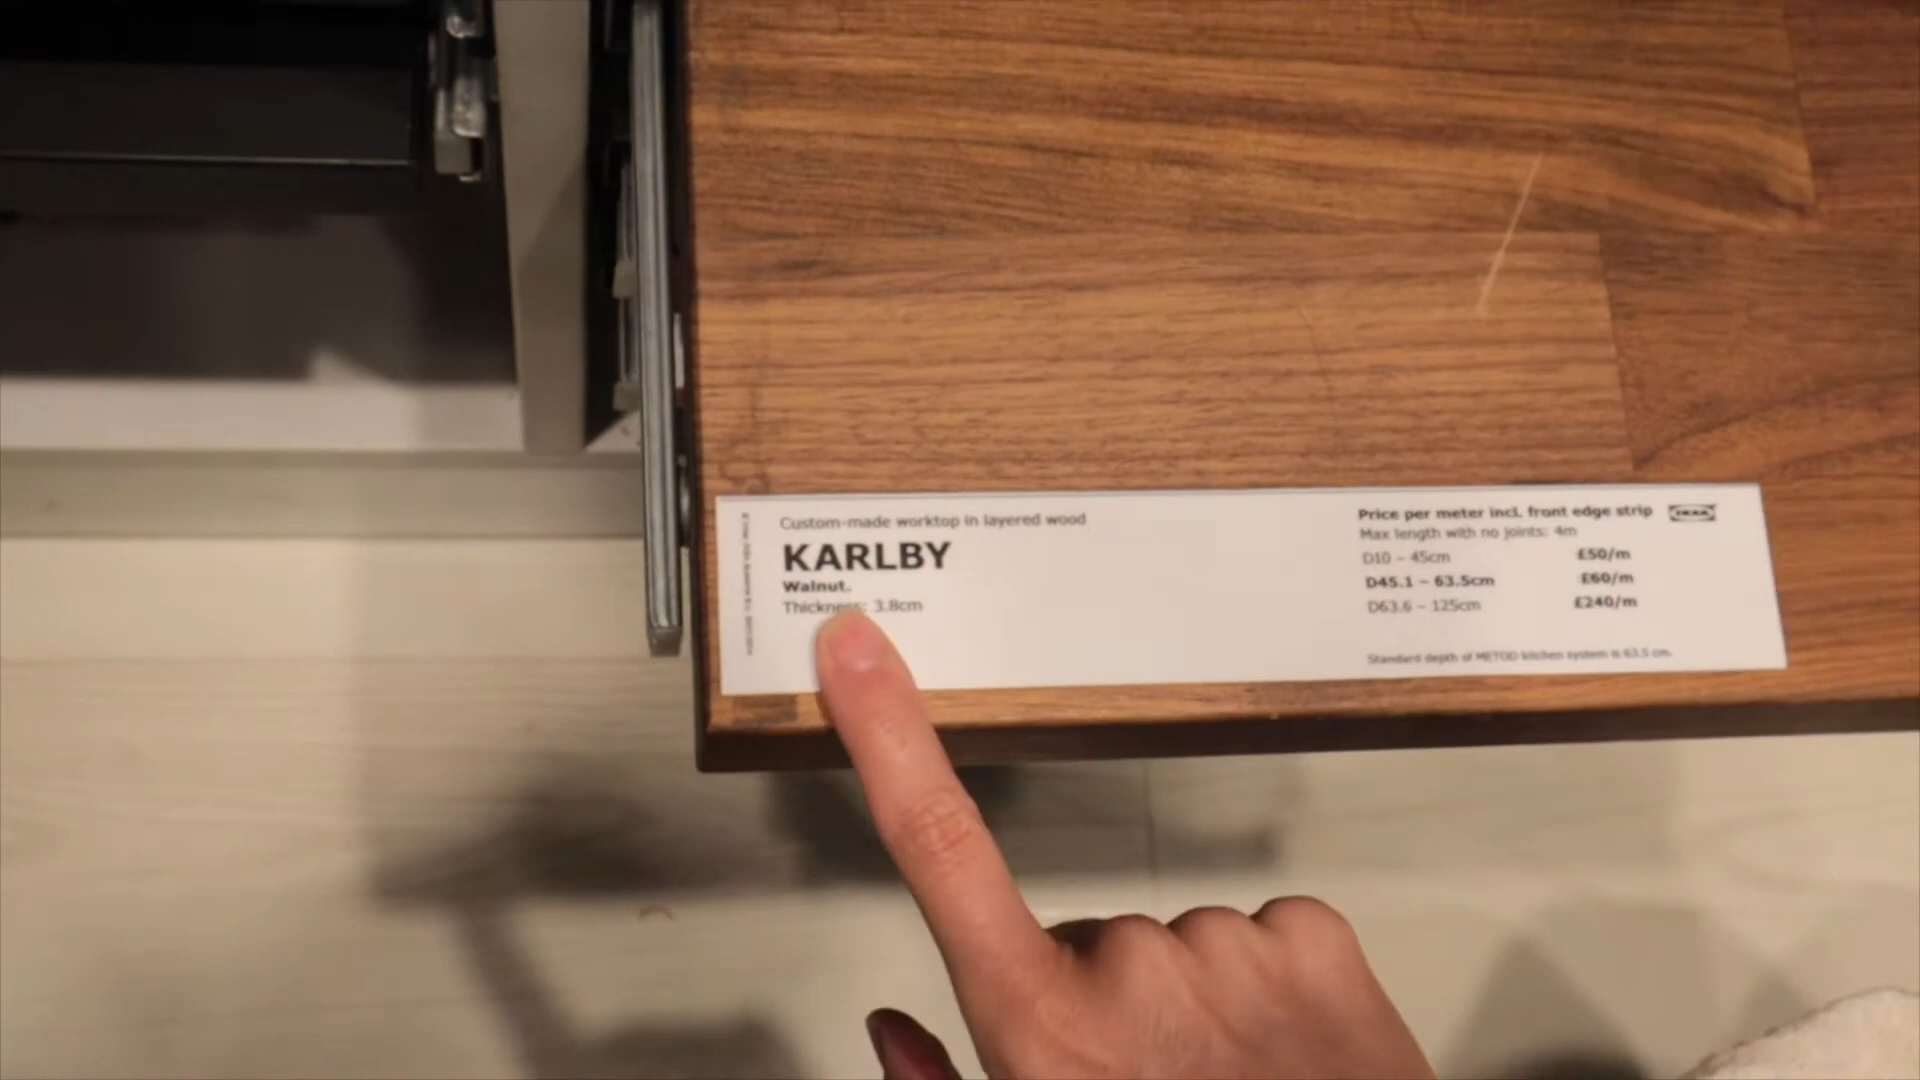 Custom-made worktop in layered wood
KARLBY
Walnut.
Thickness: 3.8cm
Price per meter incl. front edge strip
IKEA
Max length with no joints: 4m
D10 – 45cm £50/m
D45.1 – 63.5cm £60/m
D63.6 – 125cm £240/m
Standard depth of METOD kitchen system is 63.5 cm.